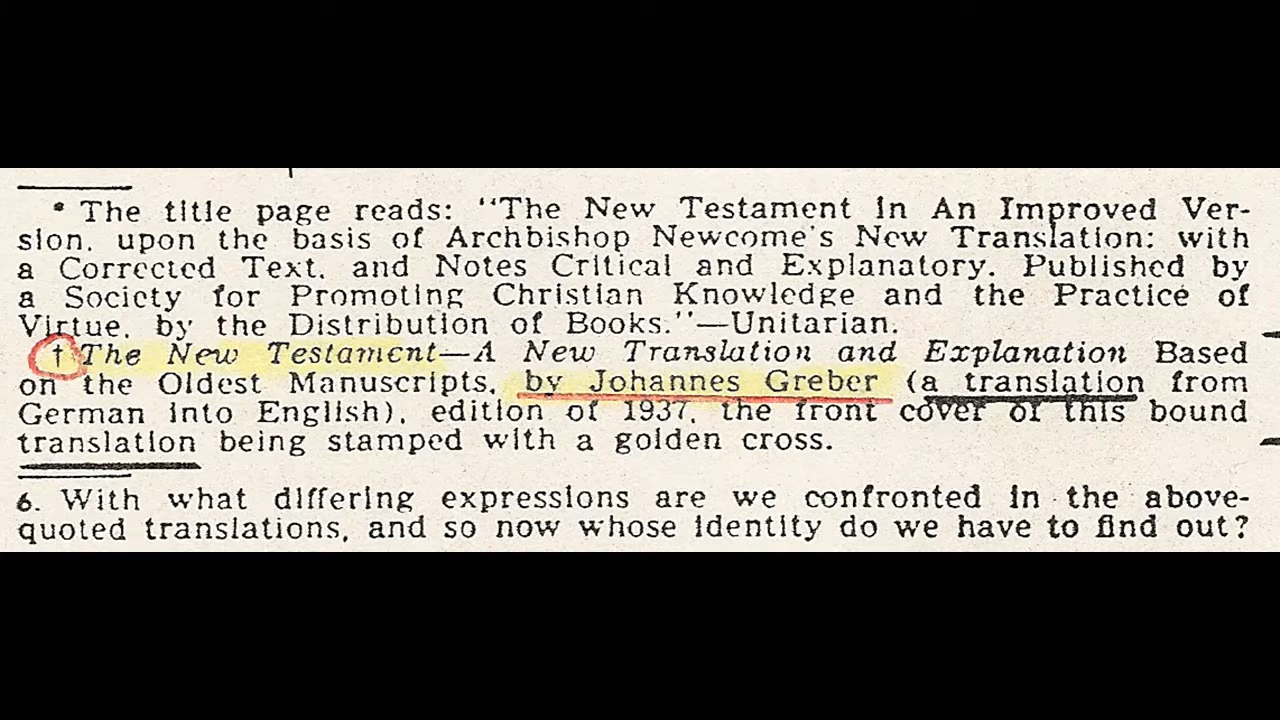 * The title page reads: "The New Testament in An Improved Ver-
sion, upon the basis of Archbishop Newcome's New Translation: with
a Corrected Text, and Notes Critical and Explanatory. Published by
a Society for Promoting Christian Knowledge and the Practice of
Virtue, by the Distribution of Books."—Unitarian.
† The New Testament—A New Translation and Explanation Based
on the Oldest Manuscripts, by Johannes Greber (a translation from
German into English), edition of 1937, the front cover of this bound
translation being stamped with a golden cross.
6. With what differing expressions are we confronted in the above-
quoted translations, and so now whose identity do we have to find out?